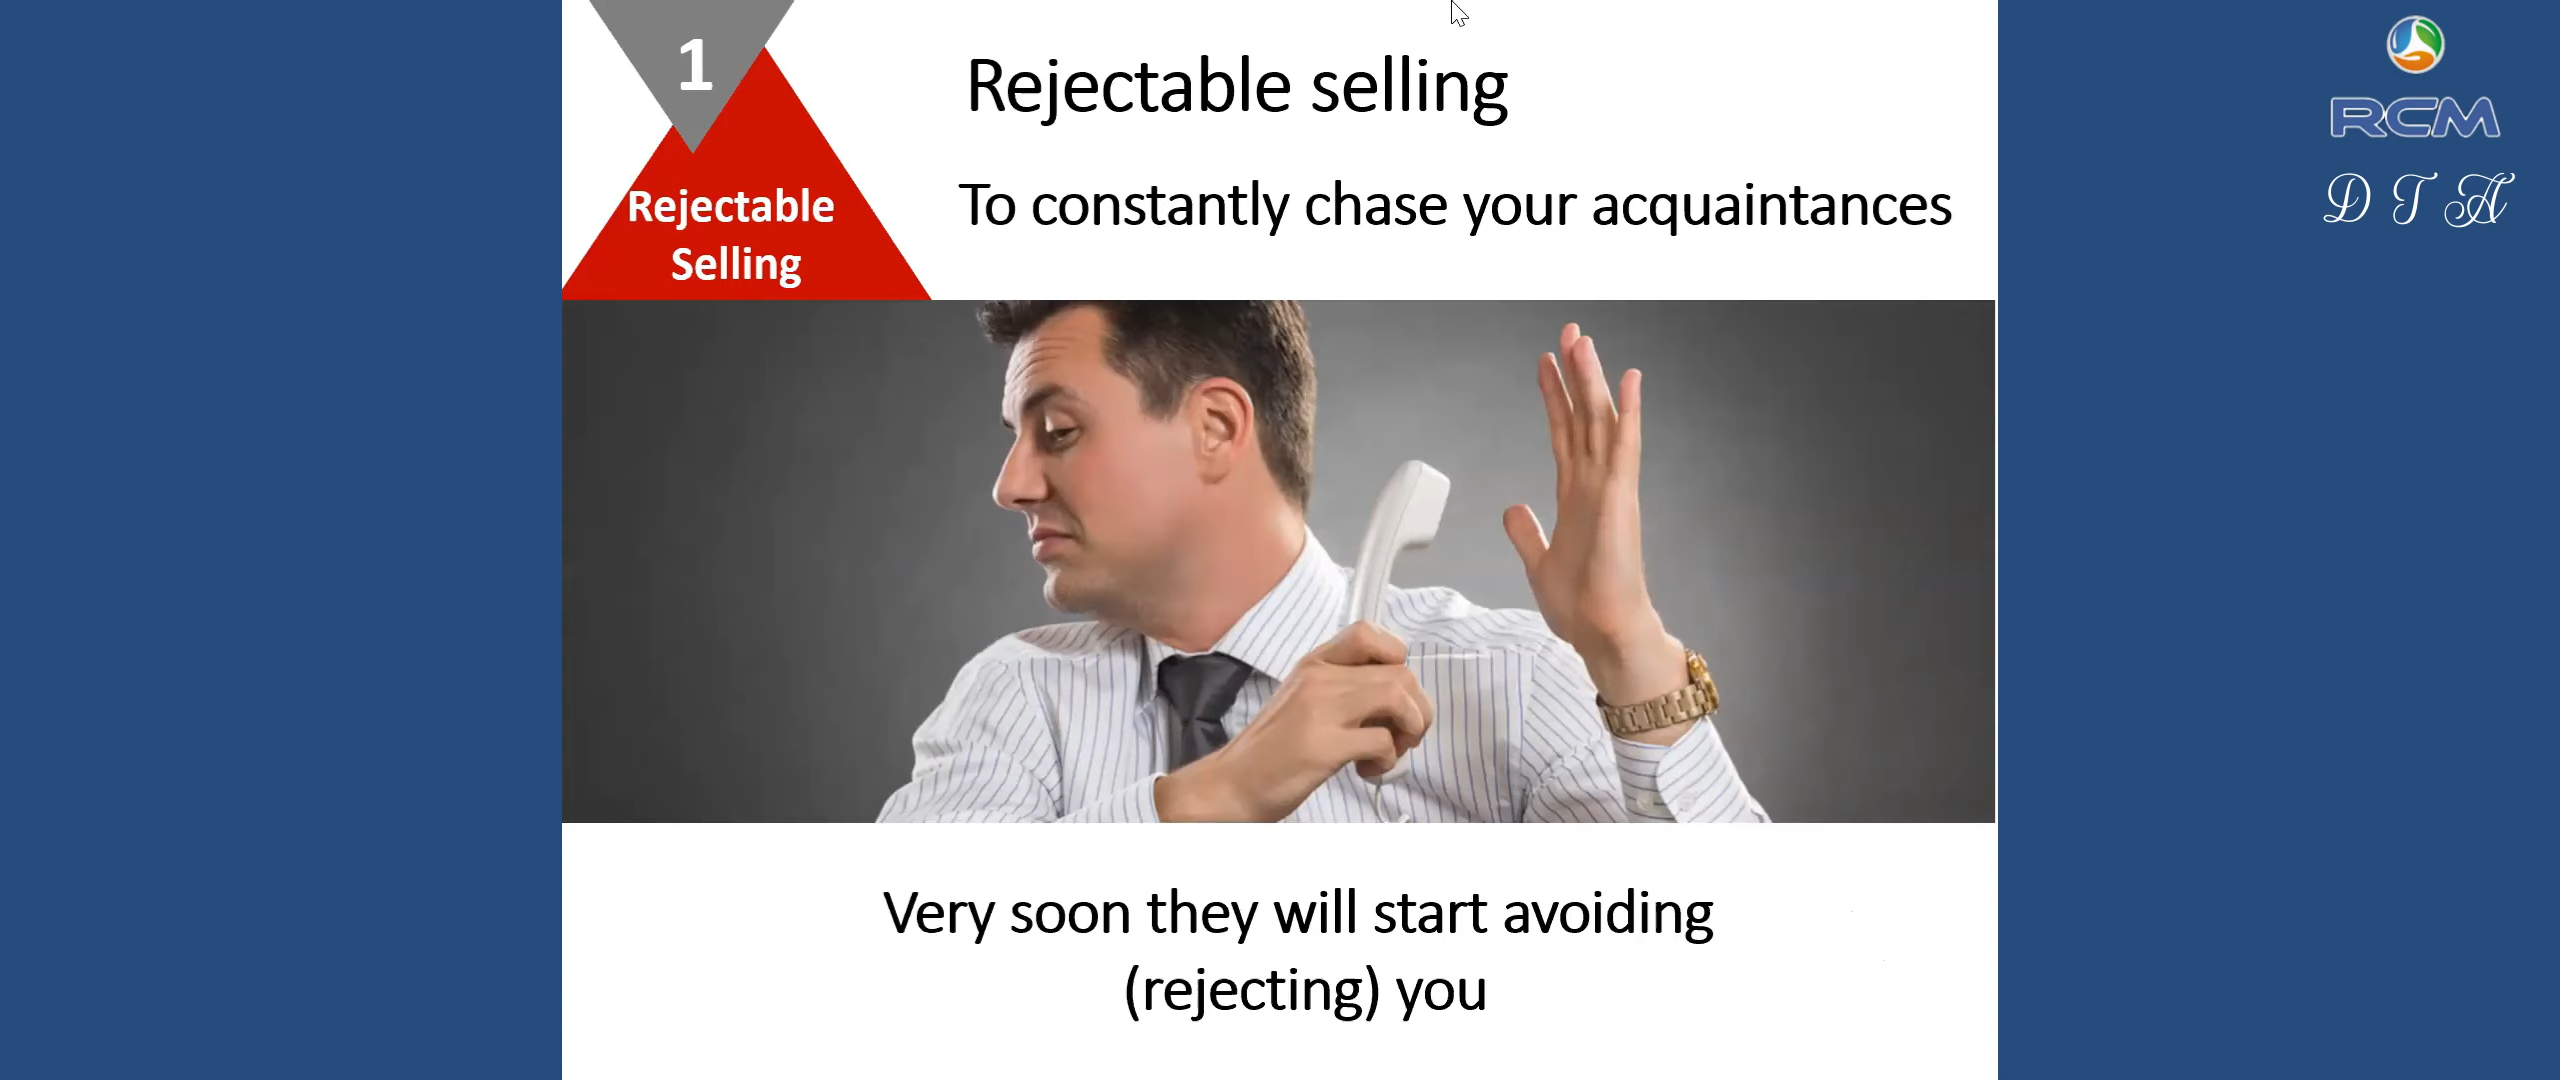 1
Rejectable
Selling
Rejectable selling
To constantly chase your acquaintances
Very soon they will start avoiding
(rejecting) you
RCM
D T A